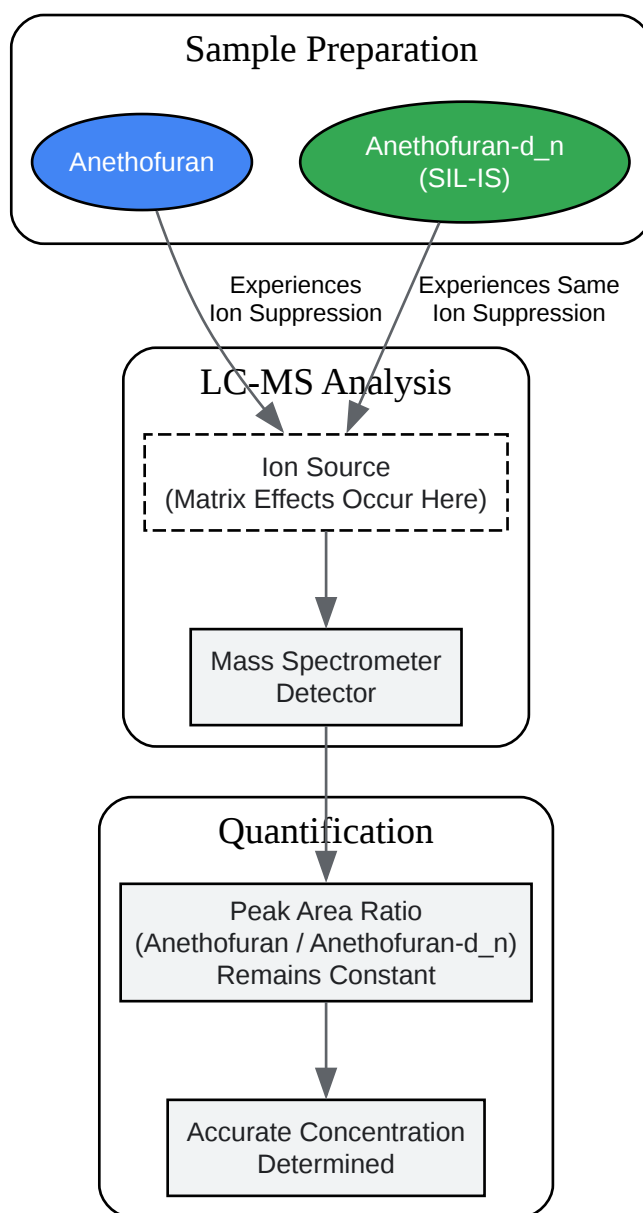 Sample Preparation
Anethofuran
Anethofuran-d_n
(SIL-IS)
Experiences
Ion Suppression
Experiences Same
Ion Suppression
LC-MS Analysis
Ion Source
(Matrix Effects Occur Here)
Mass Spectrometer
Detector
Quantification
Peak Area Ratio
(Anethofuran / Anethofuran-d_n)
Remains Constant
Accurate Concentration
Determined